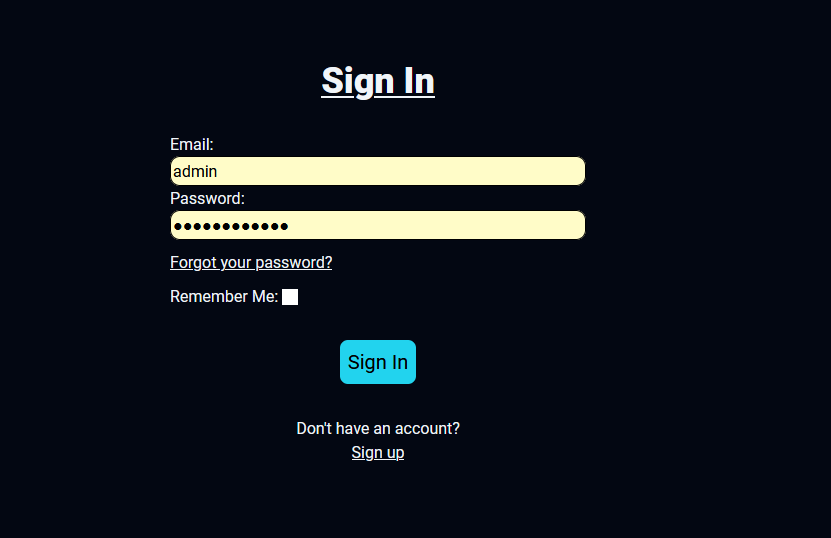 Sign In
Email:
admin
Password:
●●●●●●●●●●●●
Forgot your password?
Remember Me:
Sign In
Don't have an account?
Sign up